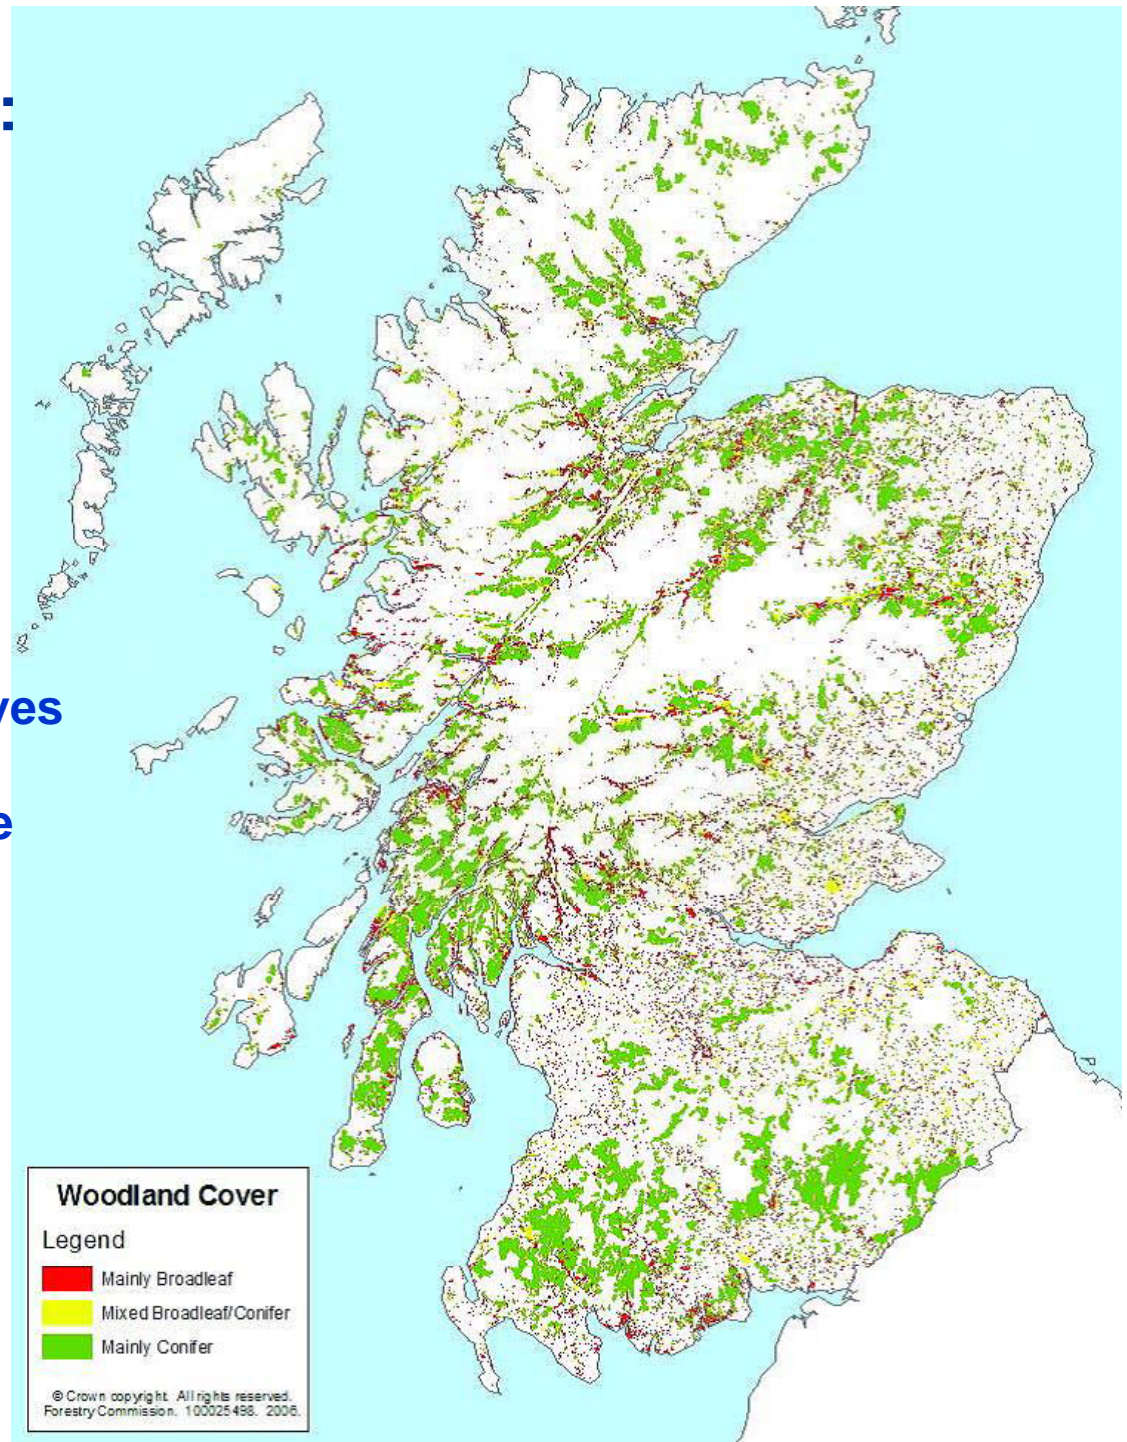 :
ves
e
Woodland Cover
Legend
Mainly Broadleaf
Mixed Broadleaf/Conifer
Mainly Conifer
© Crown copyright. All rights reserved.
Forestry Commission. 100025498. 2006.